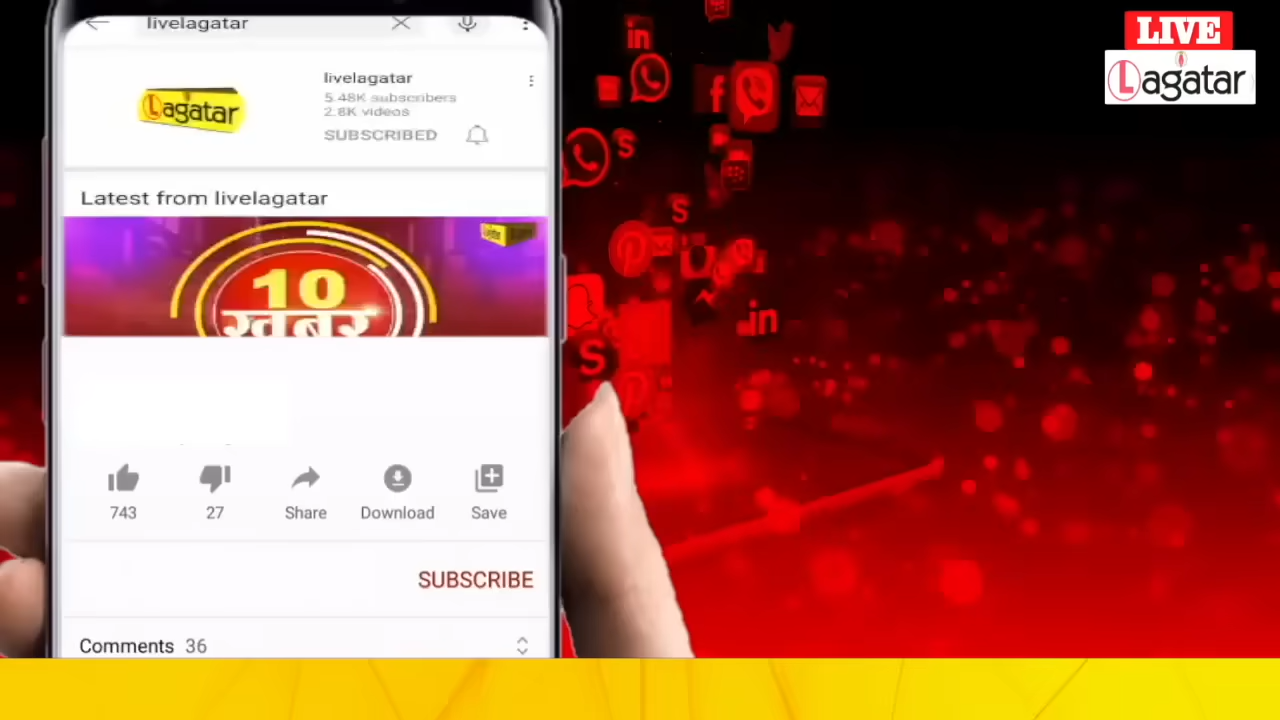 livelagatar
LIVE
Lagatar
livelagatar
5.48K subscribers
2.8K videos
SUBSCRIBED
Lagatar
Latest from livelagatar
10
खबर
743
27
Share
Download
Save
SUBSCRIBE
Comments 36